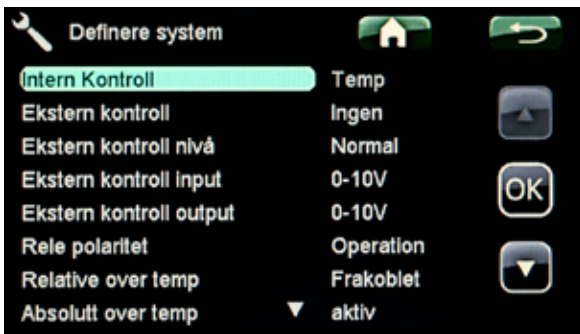 Definere system
Intern Kontroll Temp
Ekstern kontroll Ingen
Ekstern kontroll nivå Normal
Ekstern kontroll input 0-10V
Ekstern kontroll output 0-10V
Rele polaritet Operation
Relative over temp Frakoblet
Absolutt over temp aktiv
OK